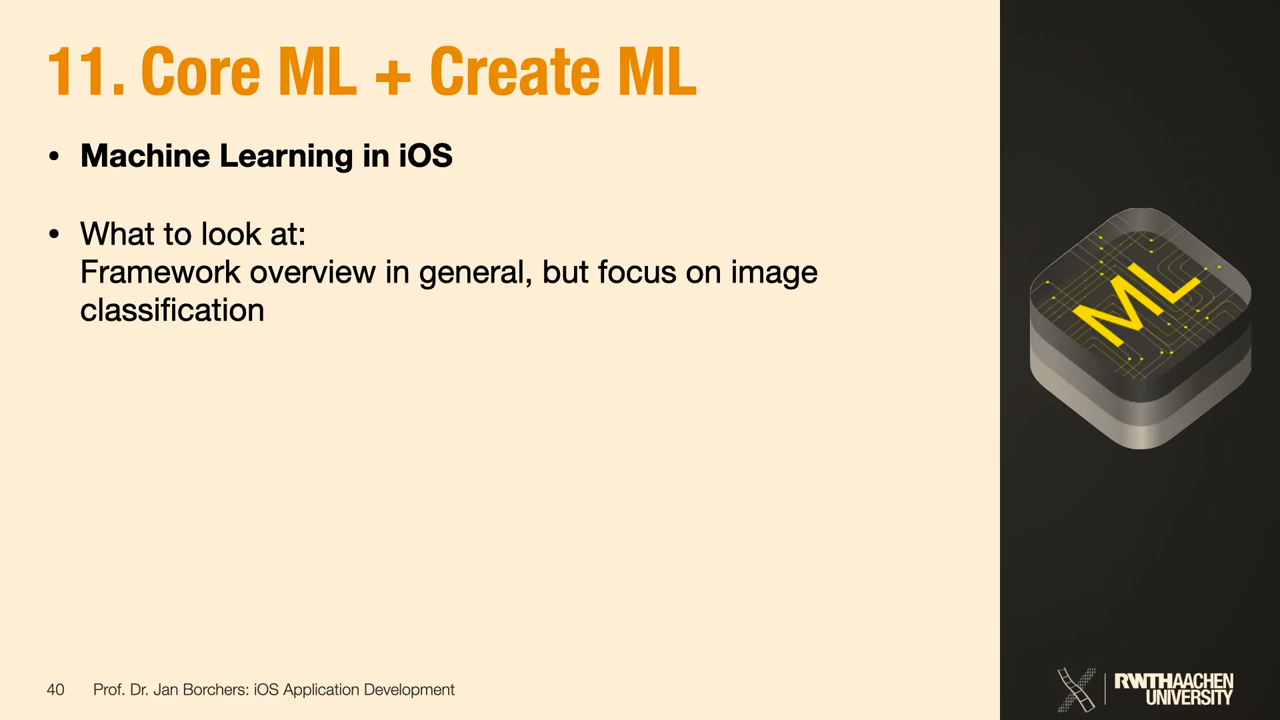 11. Core ML + Create ML
• Machine Learning in iOS
• What to look at:
Framework overview in general, but focus on image
classification
ML
40 Prof. Dr. Jan Borchers: iOS Application Development
RWTHAACHEN
UNIVERSITY